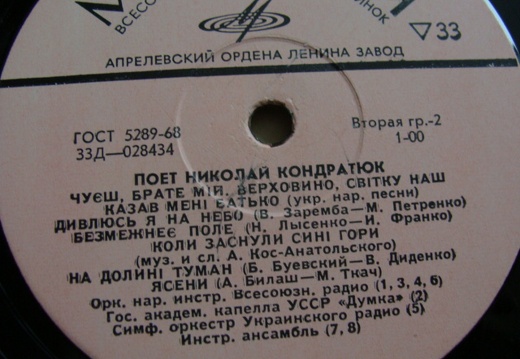 ВСЕСО
АПРЕЛЕВСКИЙ ОРДЕНА ЛЕНИНА ЗАВОД
▽33
ГОСТ 5289-68
33Д—028434
Вторая гр.-2
1-00
ПОЕТ НИКОЛАЙ КОНДРАТЮК
ЧУЄШ, БРАТЕ МІЙ, ВЕРХОВИНО, СВІТКУ НАШ
КАЗАВ МЕНІ БАТЬКО (укр. нар. песни)
ДИВЛЮСЬ Я НА НЕБО (В. Заремба—М. Петренко)
БЕЗМЕЖНЕЄ ПОЛЕ (Н. Лысенко—И. Франко)
КОЛИ ЗАСНУЛИ СИНІ ГОРИ
(муз. и сл. А. Кос-Анатольского)
НА ДОЛИНІ ТУМАН (Б. Буевский—В. Диденко)
ЯСЕНИ (А. Билаш—М. Ткач)
Орк. нар. инстр. Всесоюзн. радио (1, 3, 4, 6)
Гос. академ. капелла УССР «Думка» (2)
Симф. оркестр Украинского радио (5)
Инстр. ансамбль (7, 8)